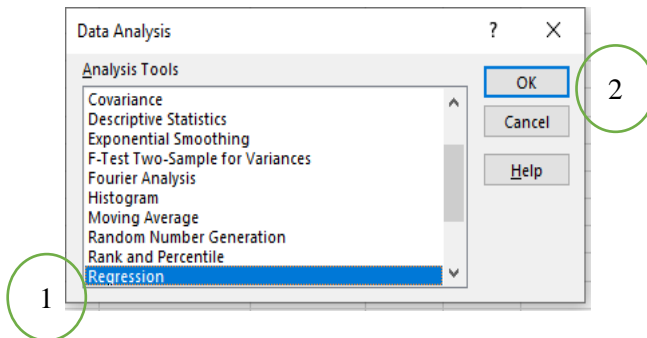 Data Analysis ? X
Analysis Tools
Covariance
Descriptive Statistics
Exponential Smoothing
F-Test Two-Sample for Variances
Fourier Analysis
Histogram
Moving Average
Random Number Generation
Rank and Percentile
Regression
OK
Cancel
Help
1
2